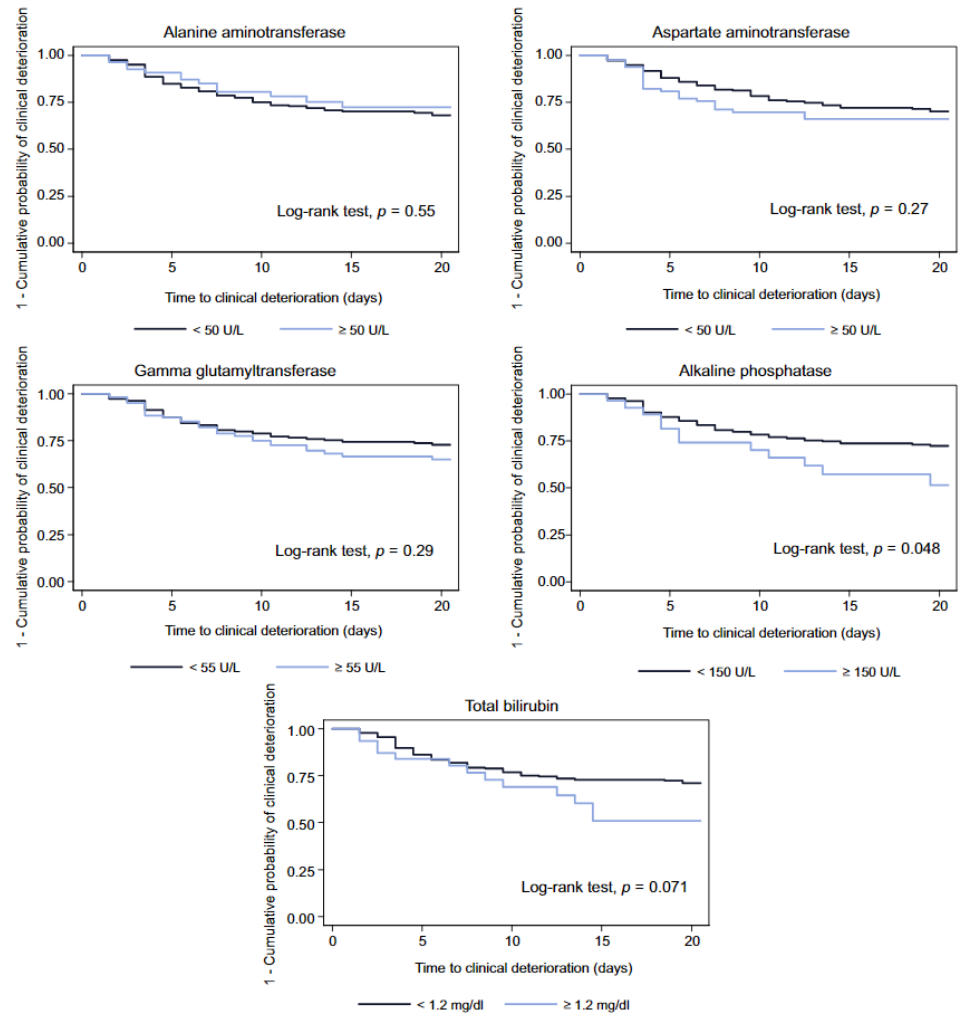 Alanine aminotransferase
1 - Cumulative probability of clinical deterioration
1.00
0.75
0.50
0.25
0.00
Log-rank test, p = 0.55
0 5 10 15 20
Time to clinical deterioration (days)
< 50 U/L ≥ 50 U/L
Aspartate aminotransferase
1 - Cumulative probability of clinical deterioration
1.00
0.75
0.50
0.25
0.00
Log-rank test, p = 0.27
0 5 10 15 20
Time to clinical deterioration (days)
< 50 U/L ≥ 50 U/L
Gamma glutamyltransferase
1 - Cumulative probability of clinical deterioration
1.00
0.75
0.50
0.25
0.00
Log-rank test, p = 0.29
0 5 10 15 20
Time to clinical deterioration (days)
< 55 U/L ≥ 55 U/L
Alkaline phosphatase
1 - Cumulative probability of clinical deterioration
1.00
0.75
0.50
0.25
0.00
Log-rank test, p = 0.048
0 5 10 15 20
Time to clinical deterioration (days)
< 150 U/L ≥ 150 U/L
Total bilirubin
1 - Cumulative probability of clinical deterioration
1.00
0.75
0.50
0.25
0.00
Log-rank test, p = 0.071
0 5 10 15 20
Time to clinical deterioration (days)
< 1.2 mg/dl ≥ 1.2 mg/dl